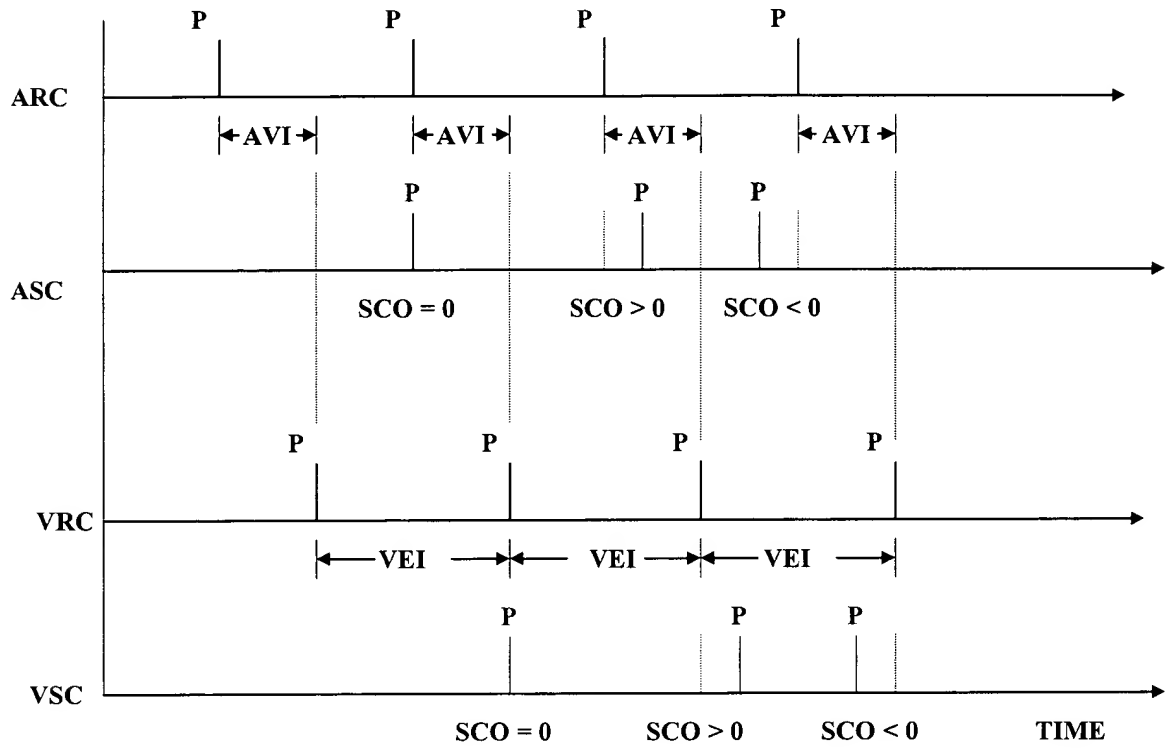 P P P P
ARC
AVI AVI AVI AVI
P P P
ASC
SCO = 0 SCO > 0 SCO < 0
P P P P
VRC
VEI VEI VEI
P P P
VSC
SCO = 0 SCO > 0 SCO < 0 TIME